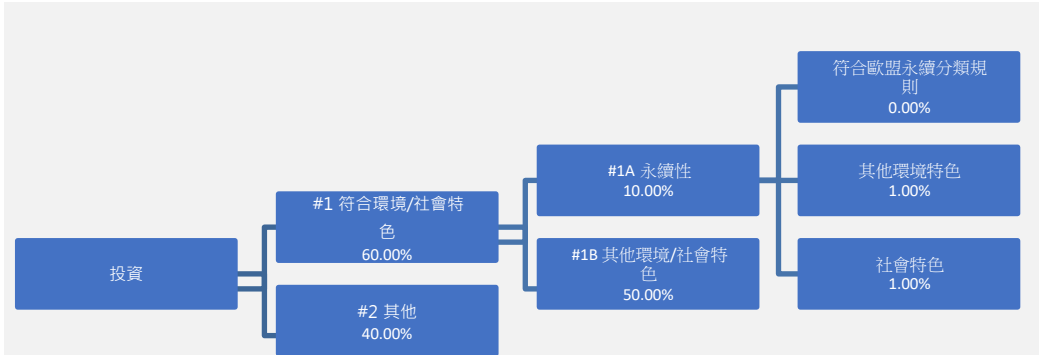 投資
#1 符合環境/社會特
色
60.00%
#2 其他
40.00%
#1A 永續性
10.00%
#1B 其他環境/社會特
色
50.00%
符合歐盟永續分類規
則
0.00%
其他環境特色
1.00%
社會特色
1.00%